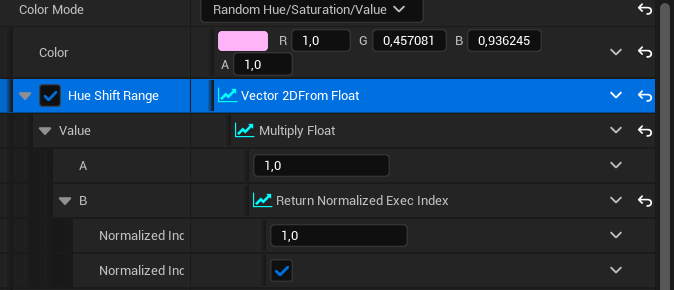 Color Mode Random Hue/Saturation/Value
Color R 1,0 G 0,457081 B 0,936245
A 1,0
Hue Shift Range Vector 2DFrom Float
Value Multiply Float
A 1,0
B Return Normalized Exec Index
Normalized Inc 1,0
Normalized Inc